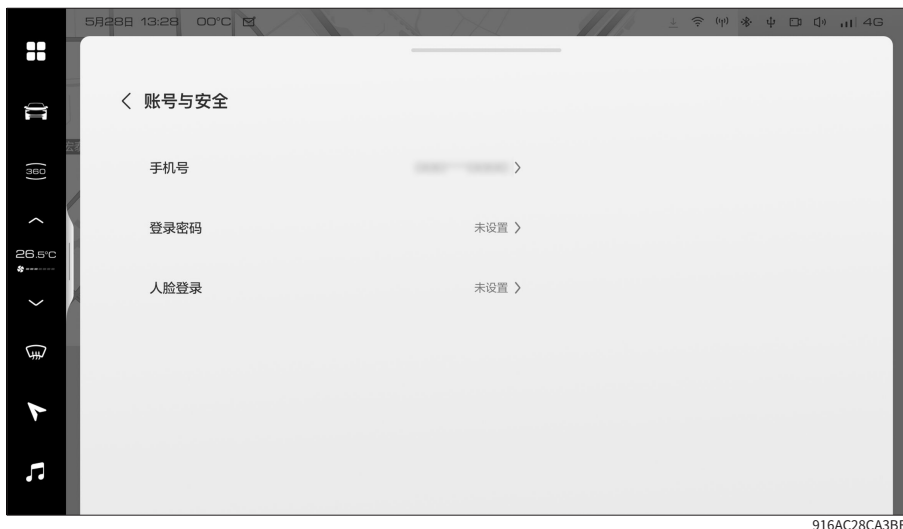 5月28日 13:28 00°C 4G
账号与安全
360
手机号
登录密码 未设置
26.5°C
人脸登录 未设置
916AC28CA3BF